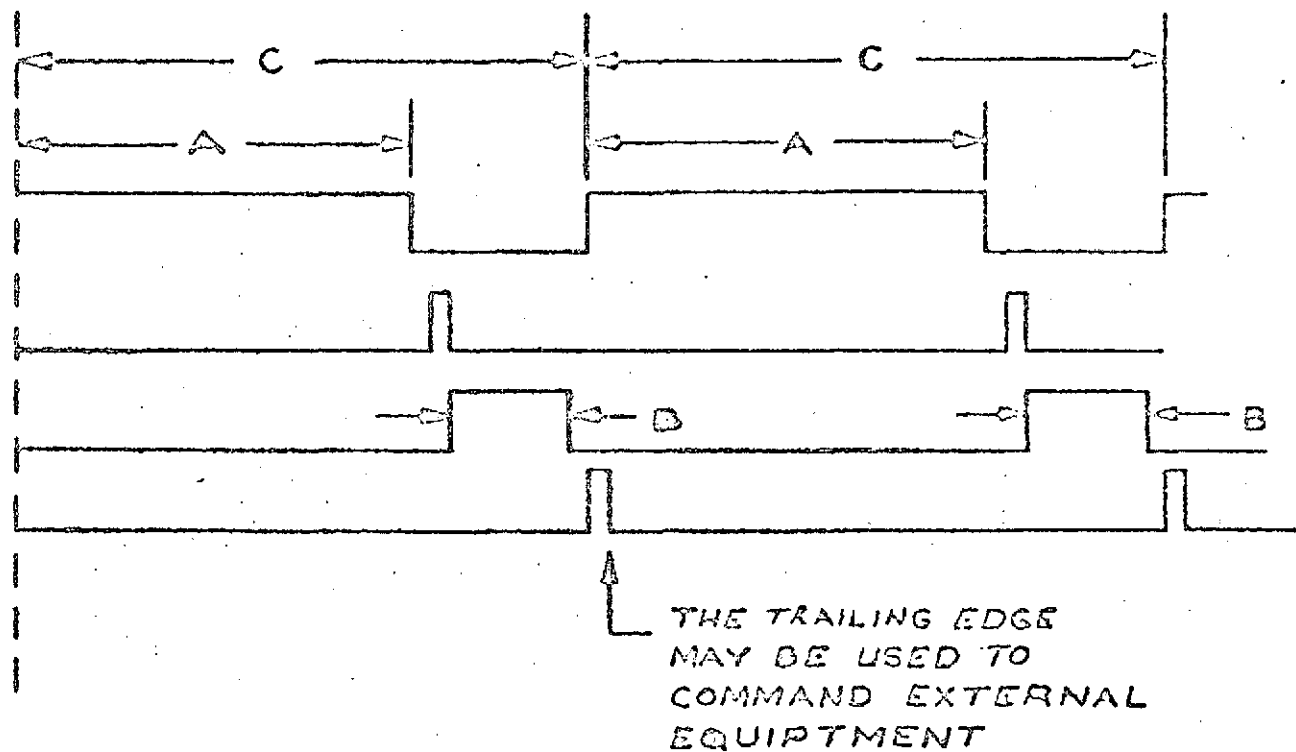 C C
A A
B B
THE TRAILING EDGE
MAY BE USED TO
COMMAND EXTERNAL
EQUIPTMENT